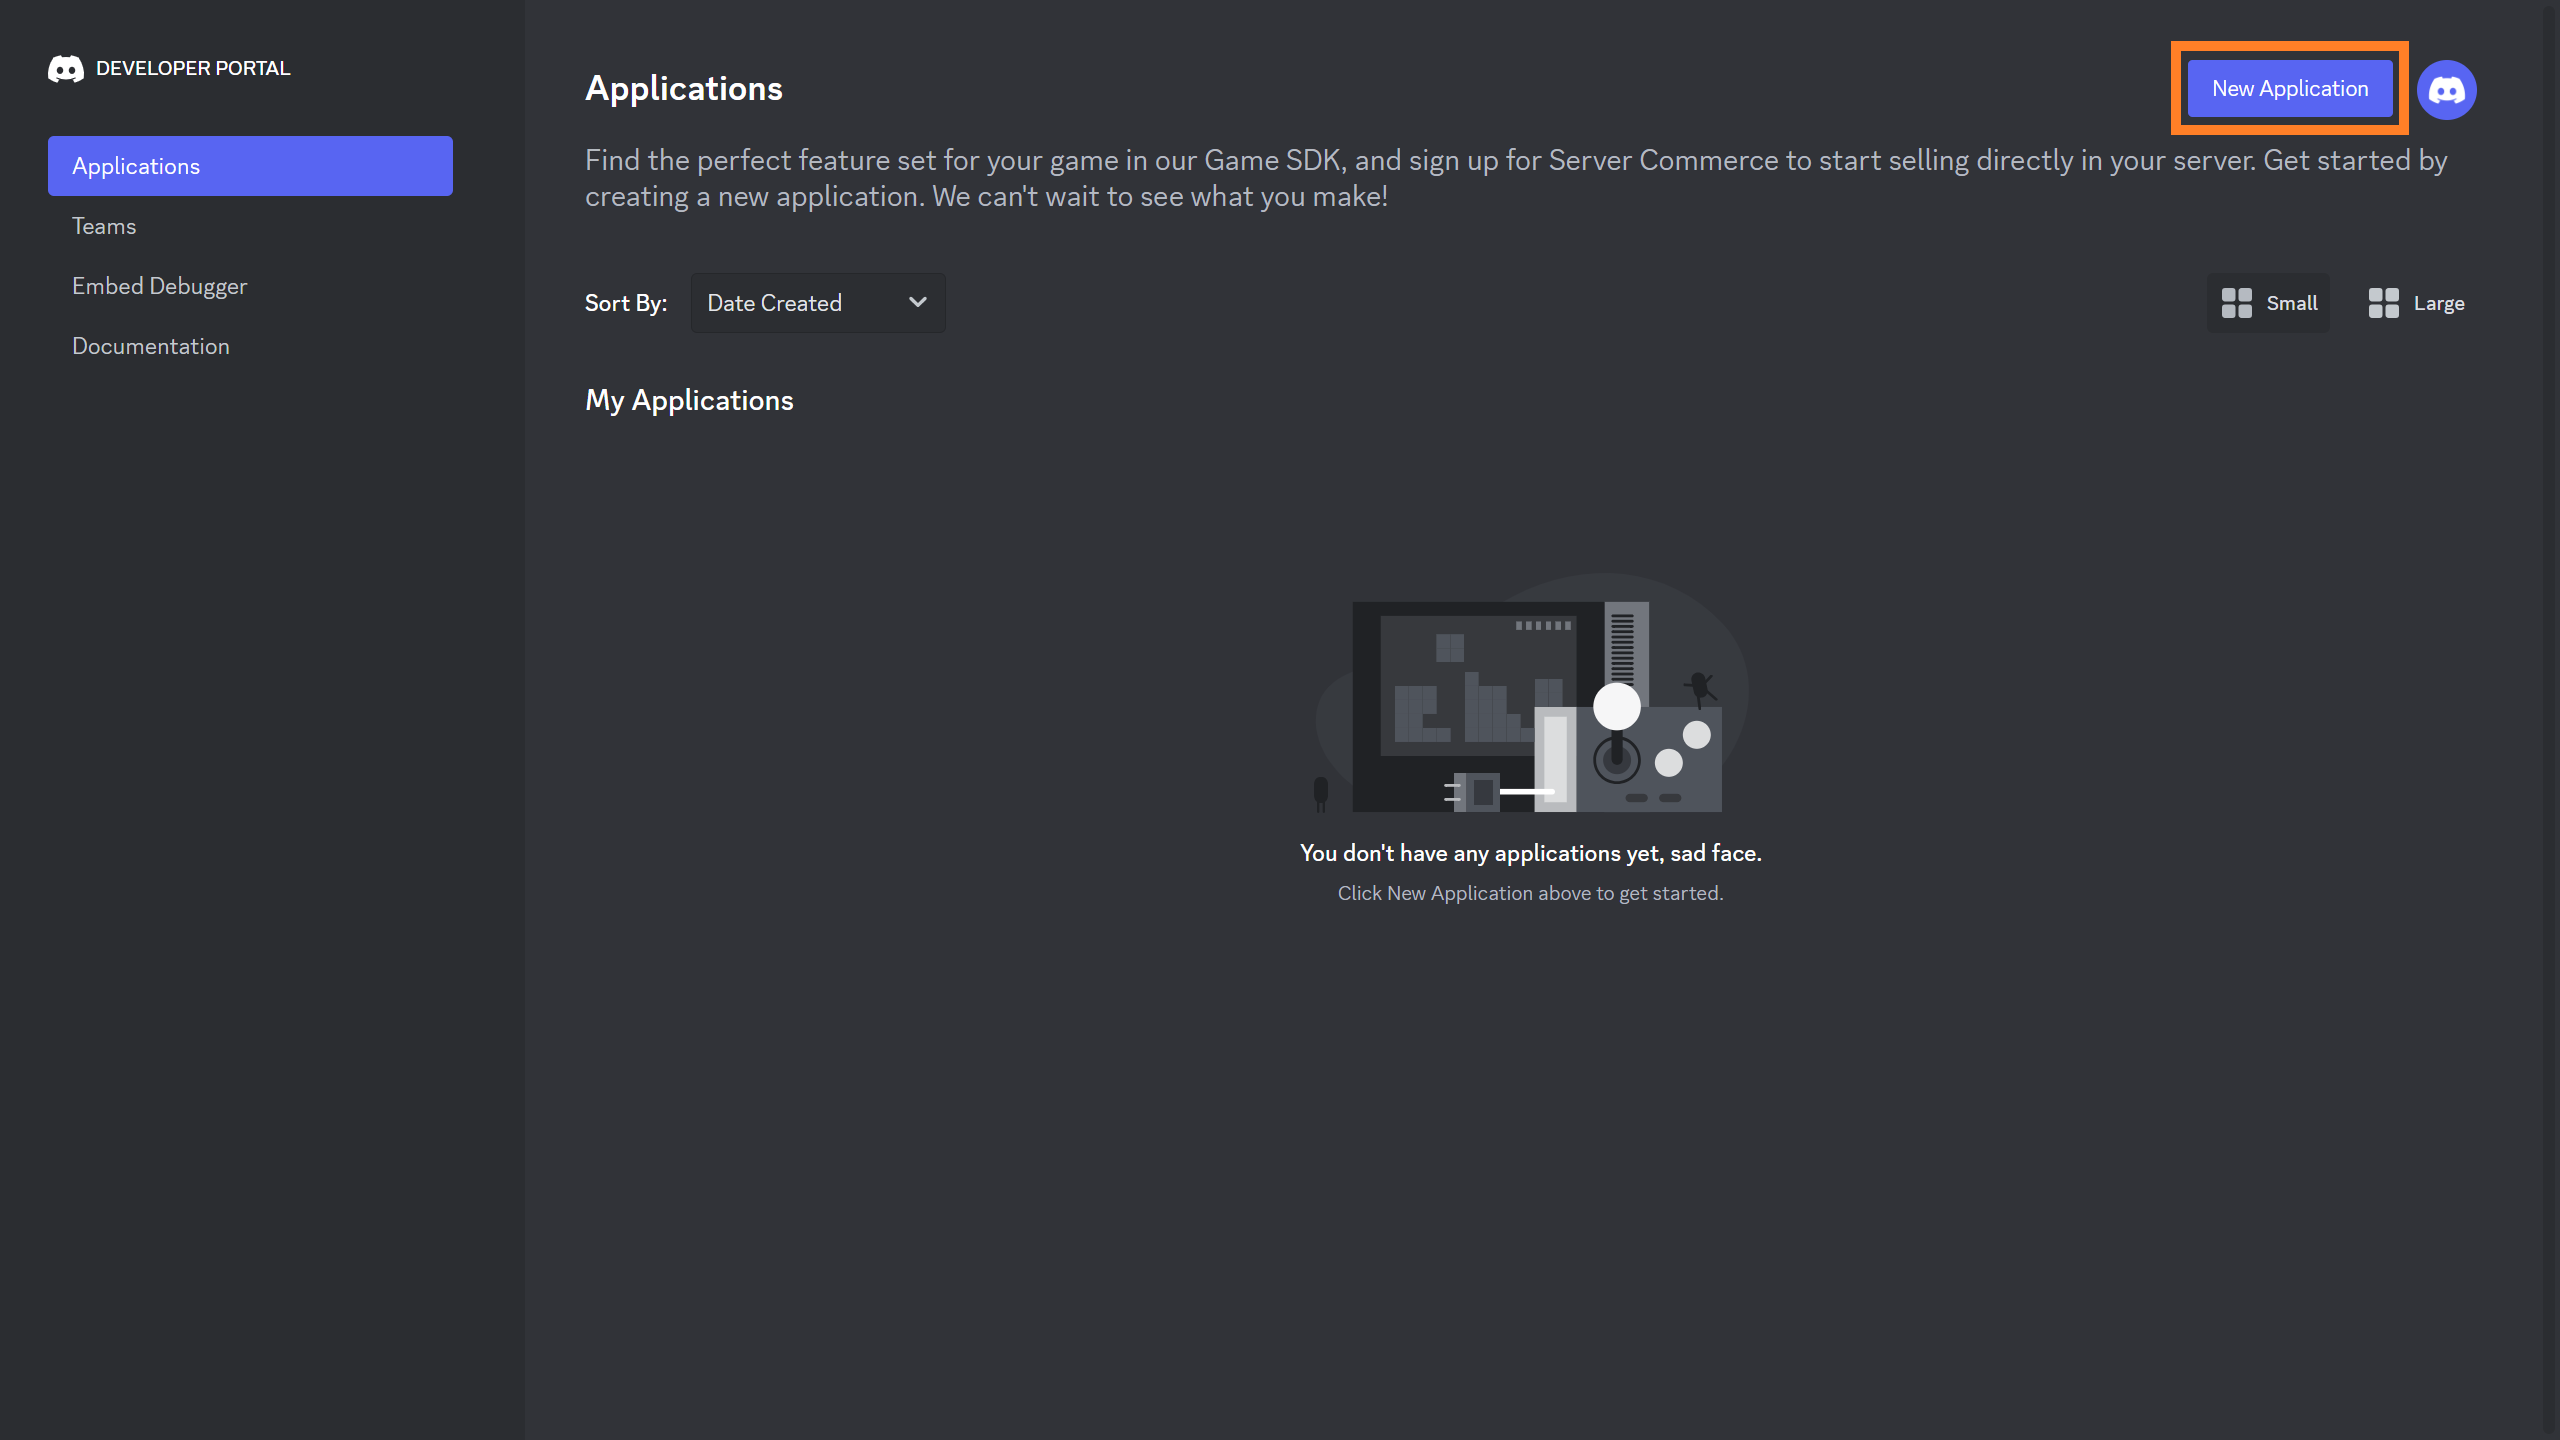 DEVELOPER PORTAL
Applications
Teams
Embed Debugger
Documentation
Applications
New Application
Find the perfect feature set for your game in our Game SDK, and sign up for Server Commerce to start selling directly in your server. Get started by
creating a new application. We can't wait to see what you make!
Sort By:
Date Created
Small
Large
My Applications
You don't have any applications yet, sad face.
Click New Application above to get started.